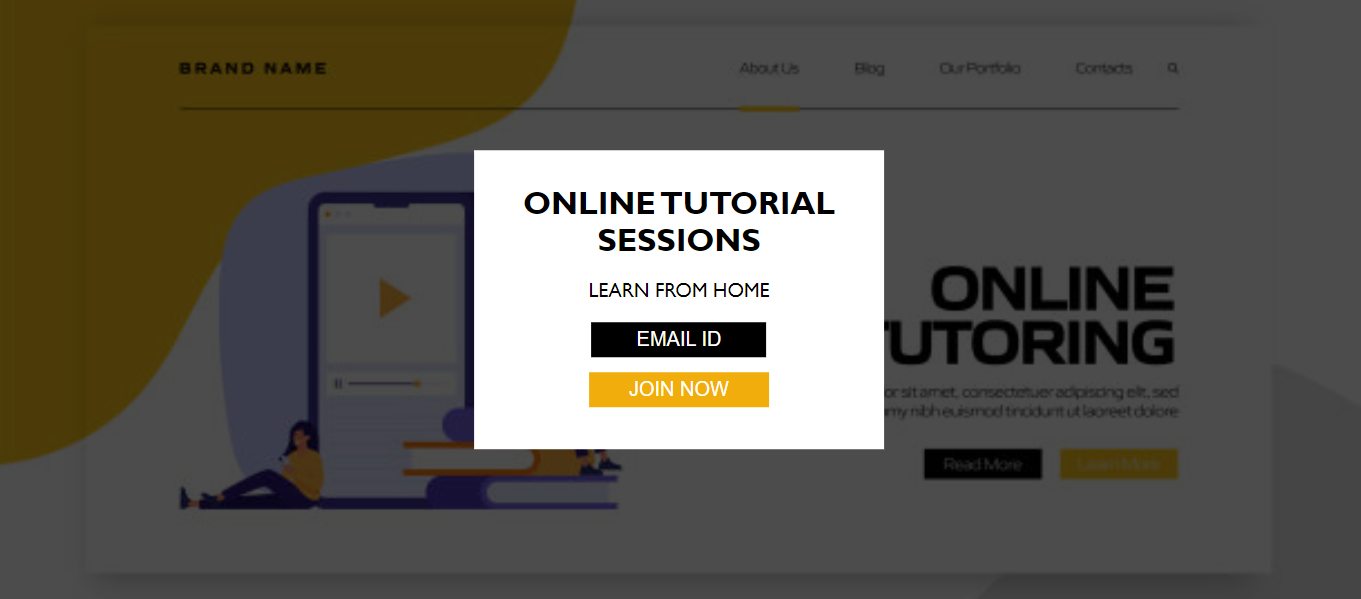 BRAND NAME
About Us Blog Our Portfolio Contacts
ONLINE TUTORIAL
SESSIONS
LEARN FROM HOME
EMAIL ID
JOIN NOW
ONLINE
TUTORING
or sit amet, consectetuer adipiscing elit, sed
my nibh euismod tincidunt ut laoreet dolore
Read More Learn More